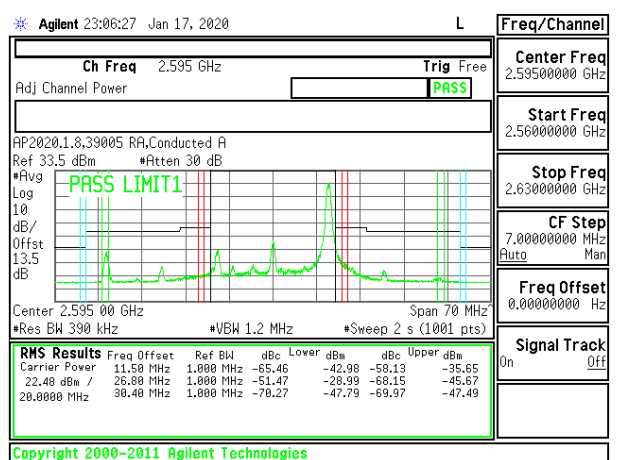 Agilent 23:06:27 Jan 17, 2020 L
Freq/Channel
Ch Freq 2.595 GHz Trig Free
Adj Channel Power PASS
Center Freq
2.59500000 GHz
Start Freq
2.56000000 GHz
Stop Freq
2.63000000 GHz
CF Step
7.00000000 MHz
Auto Man
Freq Offset
0.00000000 Hz
Signal Track
On Off
AP2020.1.8,39005 RA,Conducted A
Ref 33.5 dBm #Atten 30 dB
#Avg
Log
10
dB/
Offst
13.5
dB
PASS LIMIT1
Center 2.595 00 GHz Span 70 MHz^
#Res BW 390 kHz #VBW 1.2 MHz #Sweep 2 s (1001 pts)
RMS Results Freq Offset Ref BW dBc Lower dBm dBc Upper dBm
Carrier Power 11.50 MHz 1.000 MHz -65.46 -42.98 -58.13 -35.65
22.48 dBm / 26.80 MHz 1.000 MHz -51.47 -28.99 -68.15 -45.67
20.0000 MHz 30.40 MHz 1.000 MHz -70.27 -47.79 -69.97 -47.49
Copyright 2000-2011 Agilent Technologies